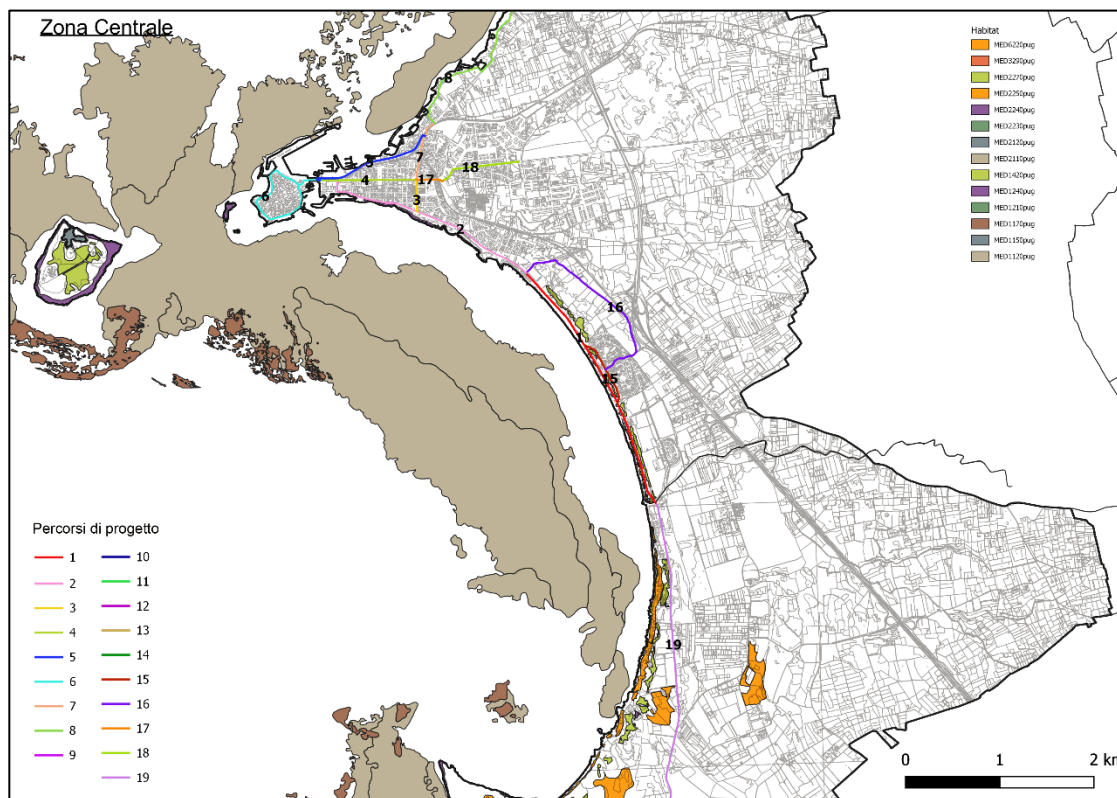 Zona Centrale
Habitat
MED6220pug
MED3290pug
MED2270pug
MED2250pug
MED2240pug
MED2230pug
MED2120pug
MED2110pug
MED1420pug
MED1240pug
MED1210pug
MED1170pug
MED1150pug
MED1120pug
8
5
7
18
4
17
6
3
2
16
1
15
19
Percorsi di progetto
1
2
3
4
5
6
7
8
9
10
11
12
13
14
15
16
17
18
19
0 1 2 km